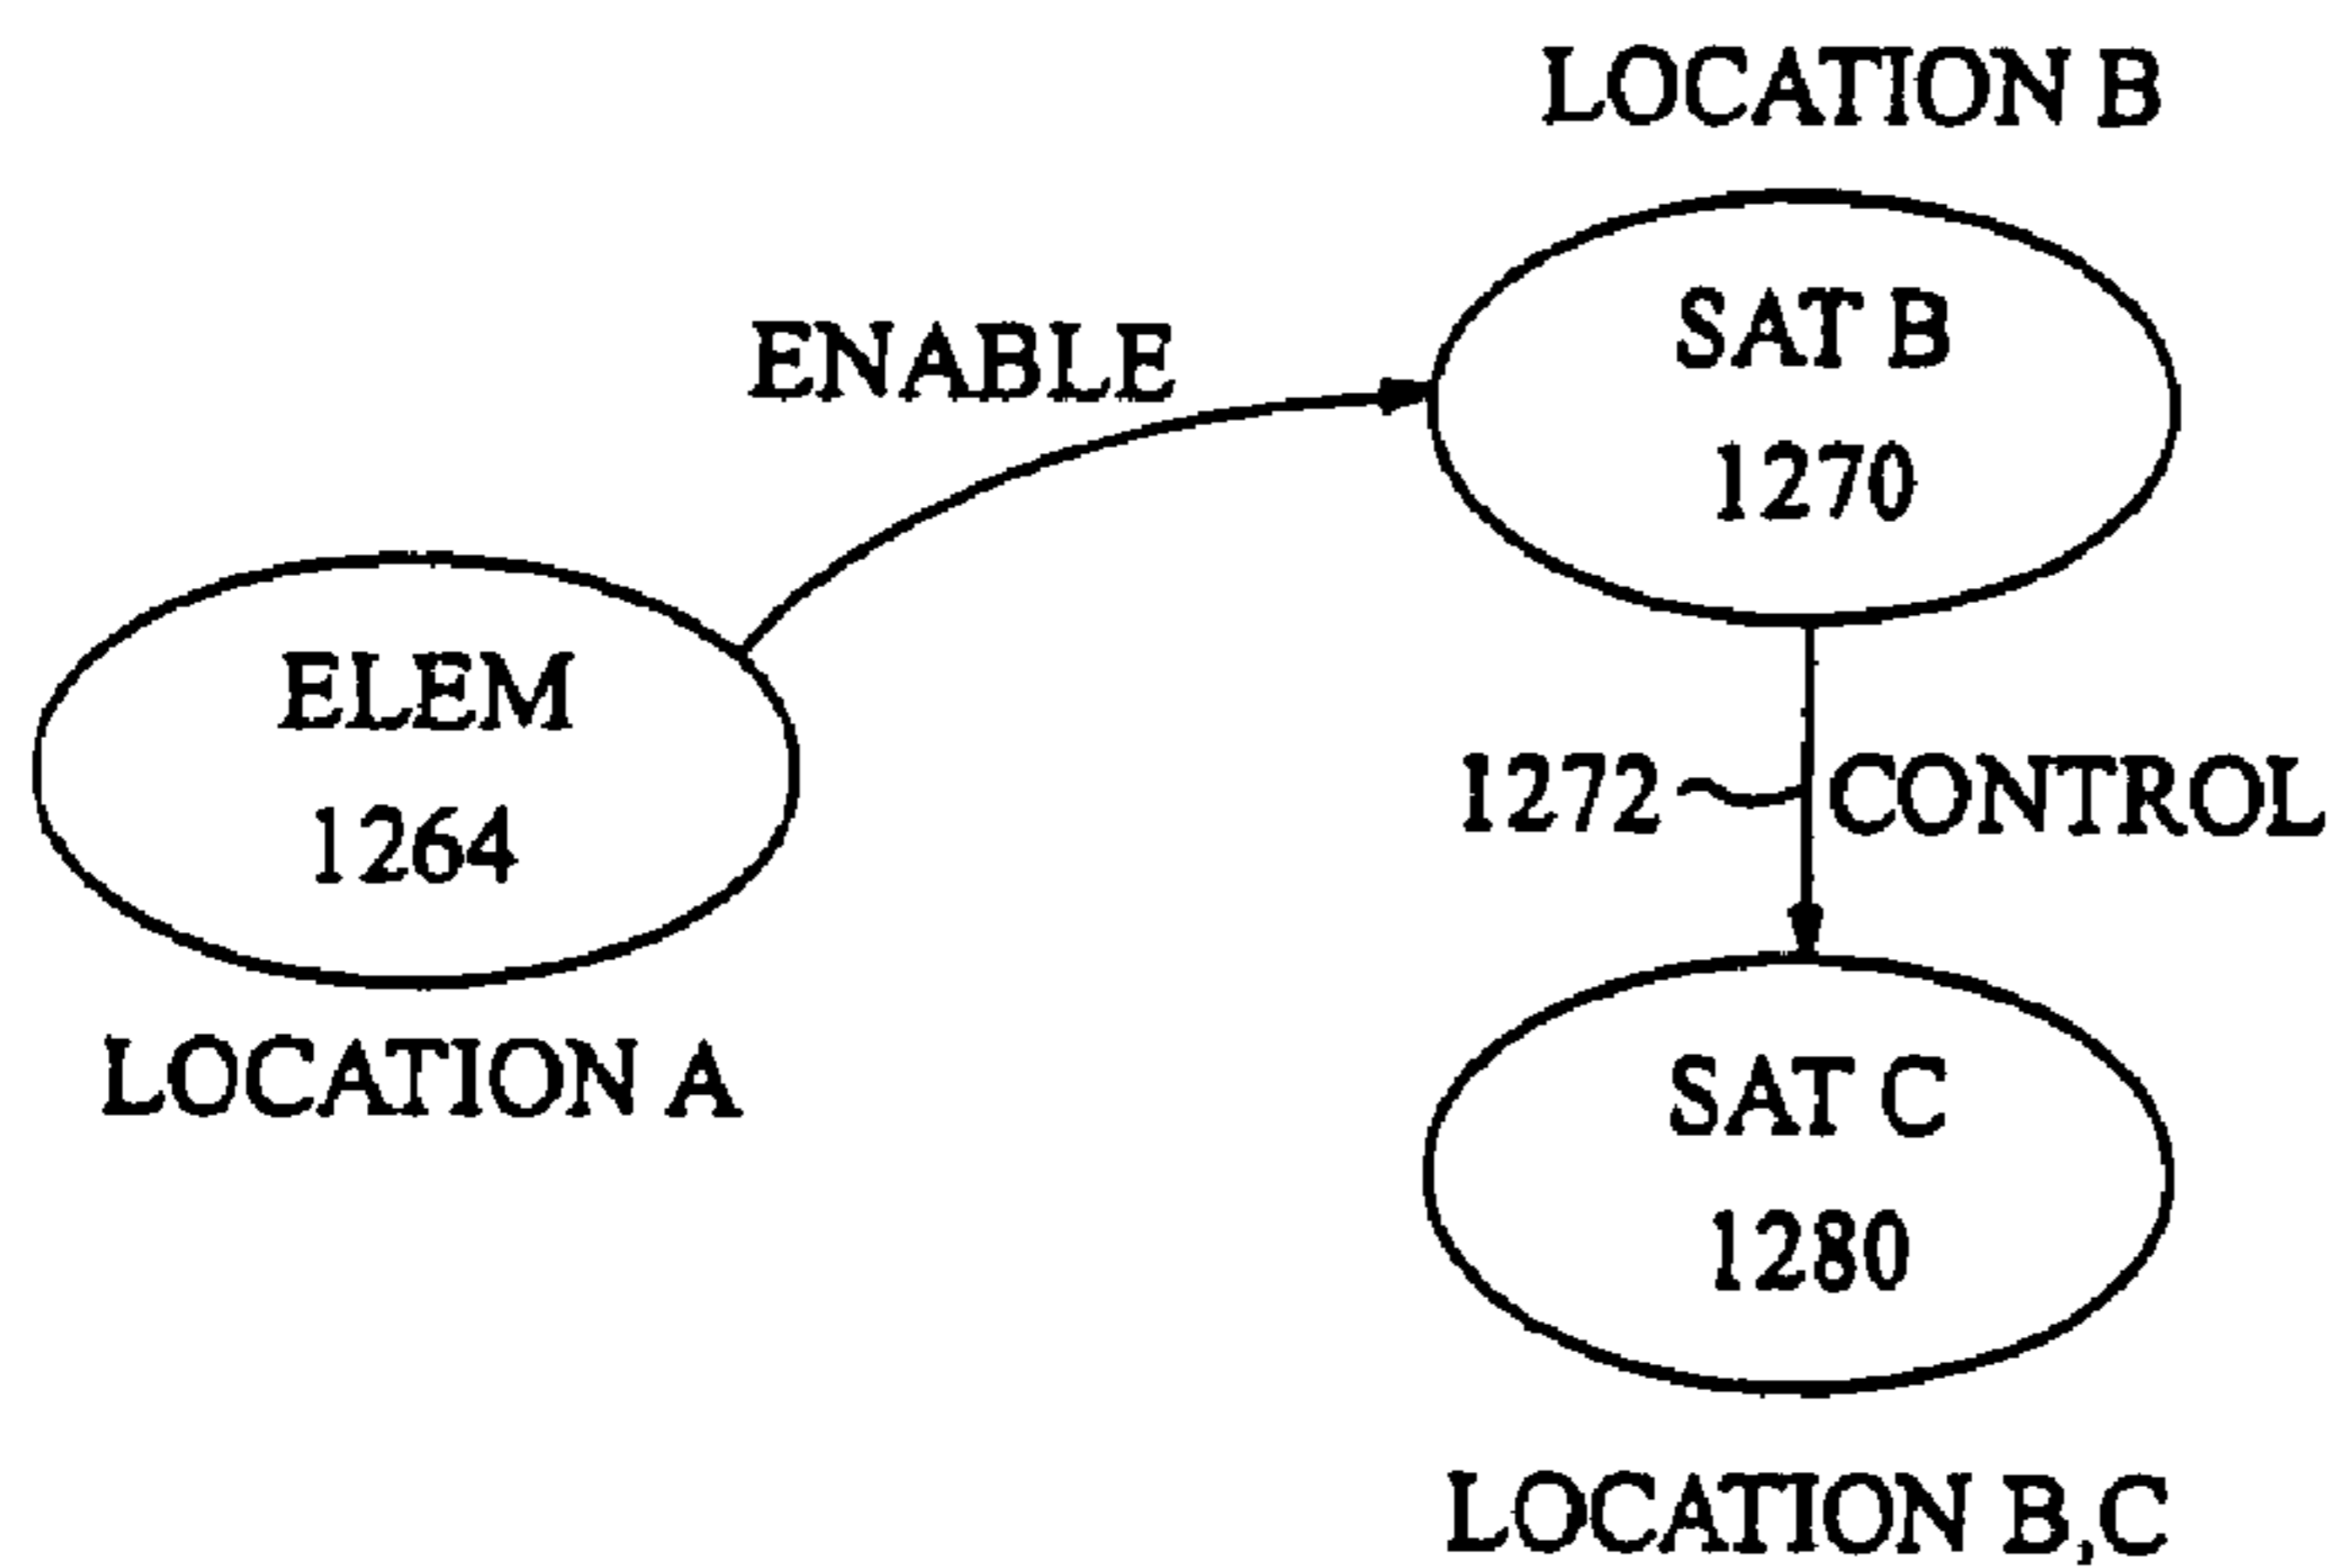 LOCATION B
SAT B
1270
ENABLE
ELEM
1264
LOCATION A
1272 CONTROL
SAT C
1280
LOCATION B,C